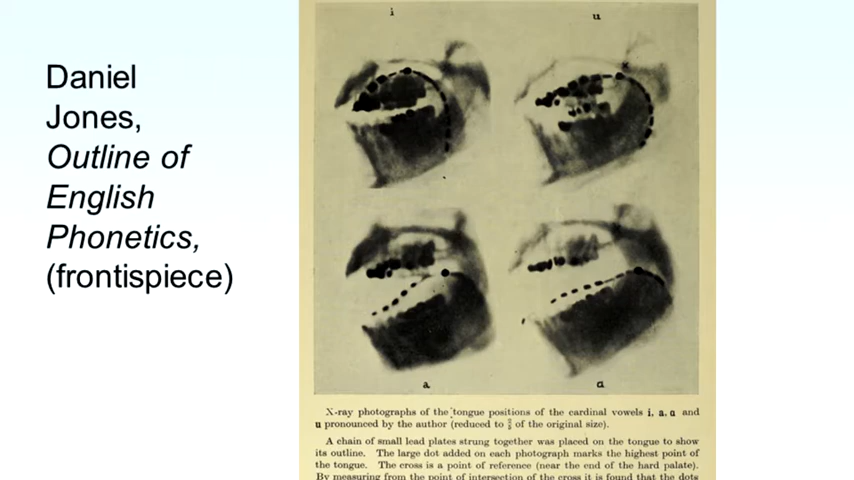 Daniel
Jones,
Outline of
English
Phonetics,
(frontispiece)
i
u
a
ɑ
X-ray photographs of the tongue positions of the cardinal vowels i, a, ɑ and
u pronounced by the author (reduced to ⅔ of the original size).
A chain of small lead plates strung together was placed on the tongue to show
its outline. The large dot added on each photograph marks the highest point of
the tongue. The cross is a point of reference (near the end of the hard palate).
By measuring from the point of intersection of the cross it is found that the dots